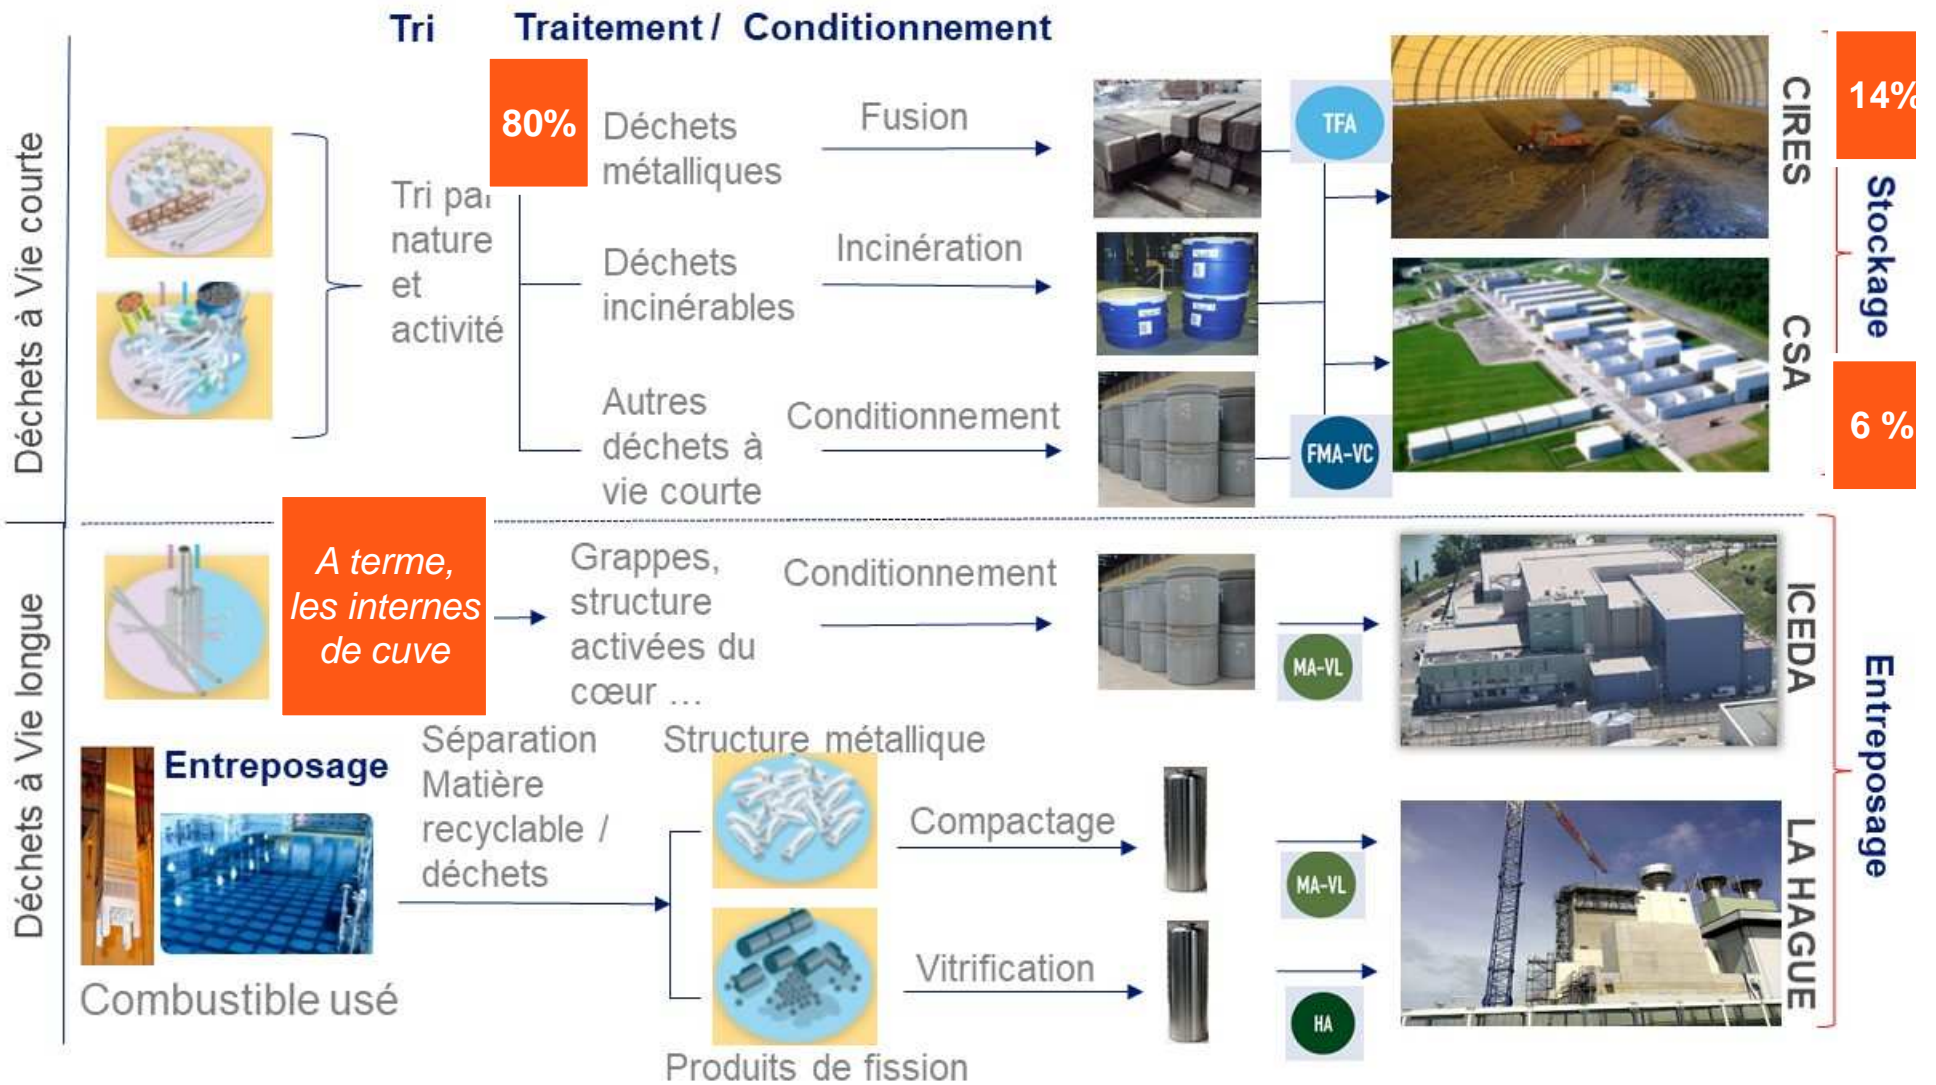 Tri
Traitement / Conditionnement
Déchets à Vie courte
Tri par
nature
et
activité
80%
Déchets
métalliques
Fusion
TFA
CIRES
14%
Déchets
incinérables
Incinération
Stockage
CSA
Autres
déchets à
vie courte
Conditionnement
FMA-VC
6 %
Déchets à Vie longue
A terme,
les internes
de cuve
Grappes,
structure
activées du
cœur ...
Conditionnement
MA-VL
ICEDA
Entreposage
Entreposage
Combustible usé
Séparation
Matière
recyclable /
déchets
Structure métallique
Compactage
MA-VL
LA HAGUE
Vitrification
HA
Produits de fission